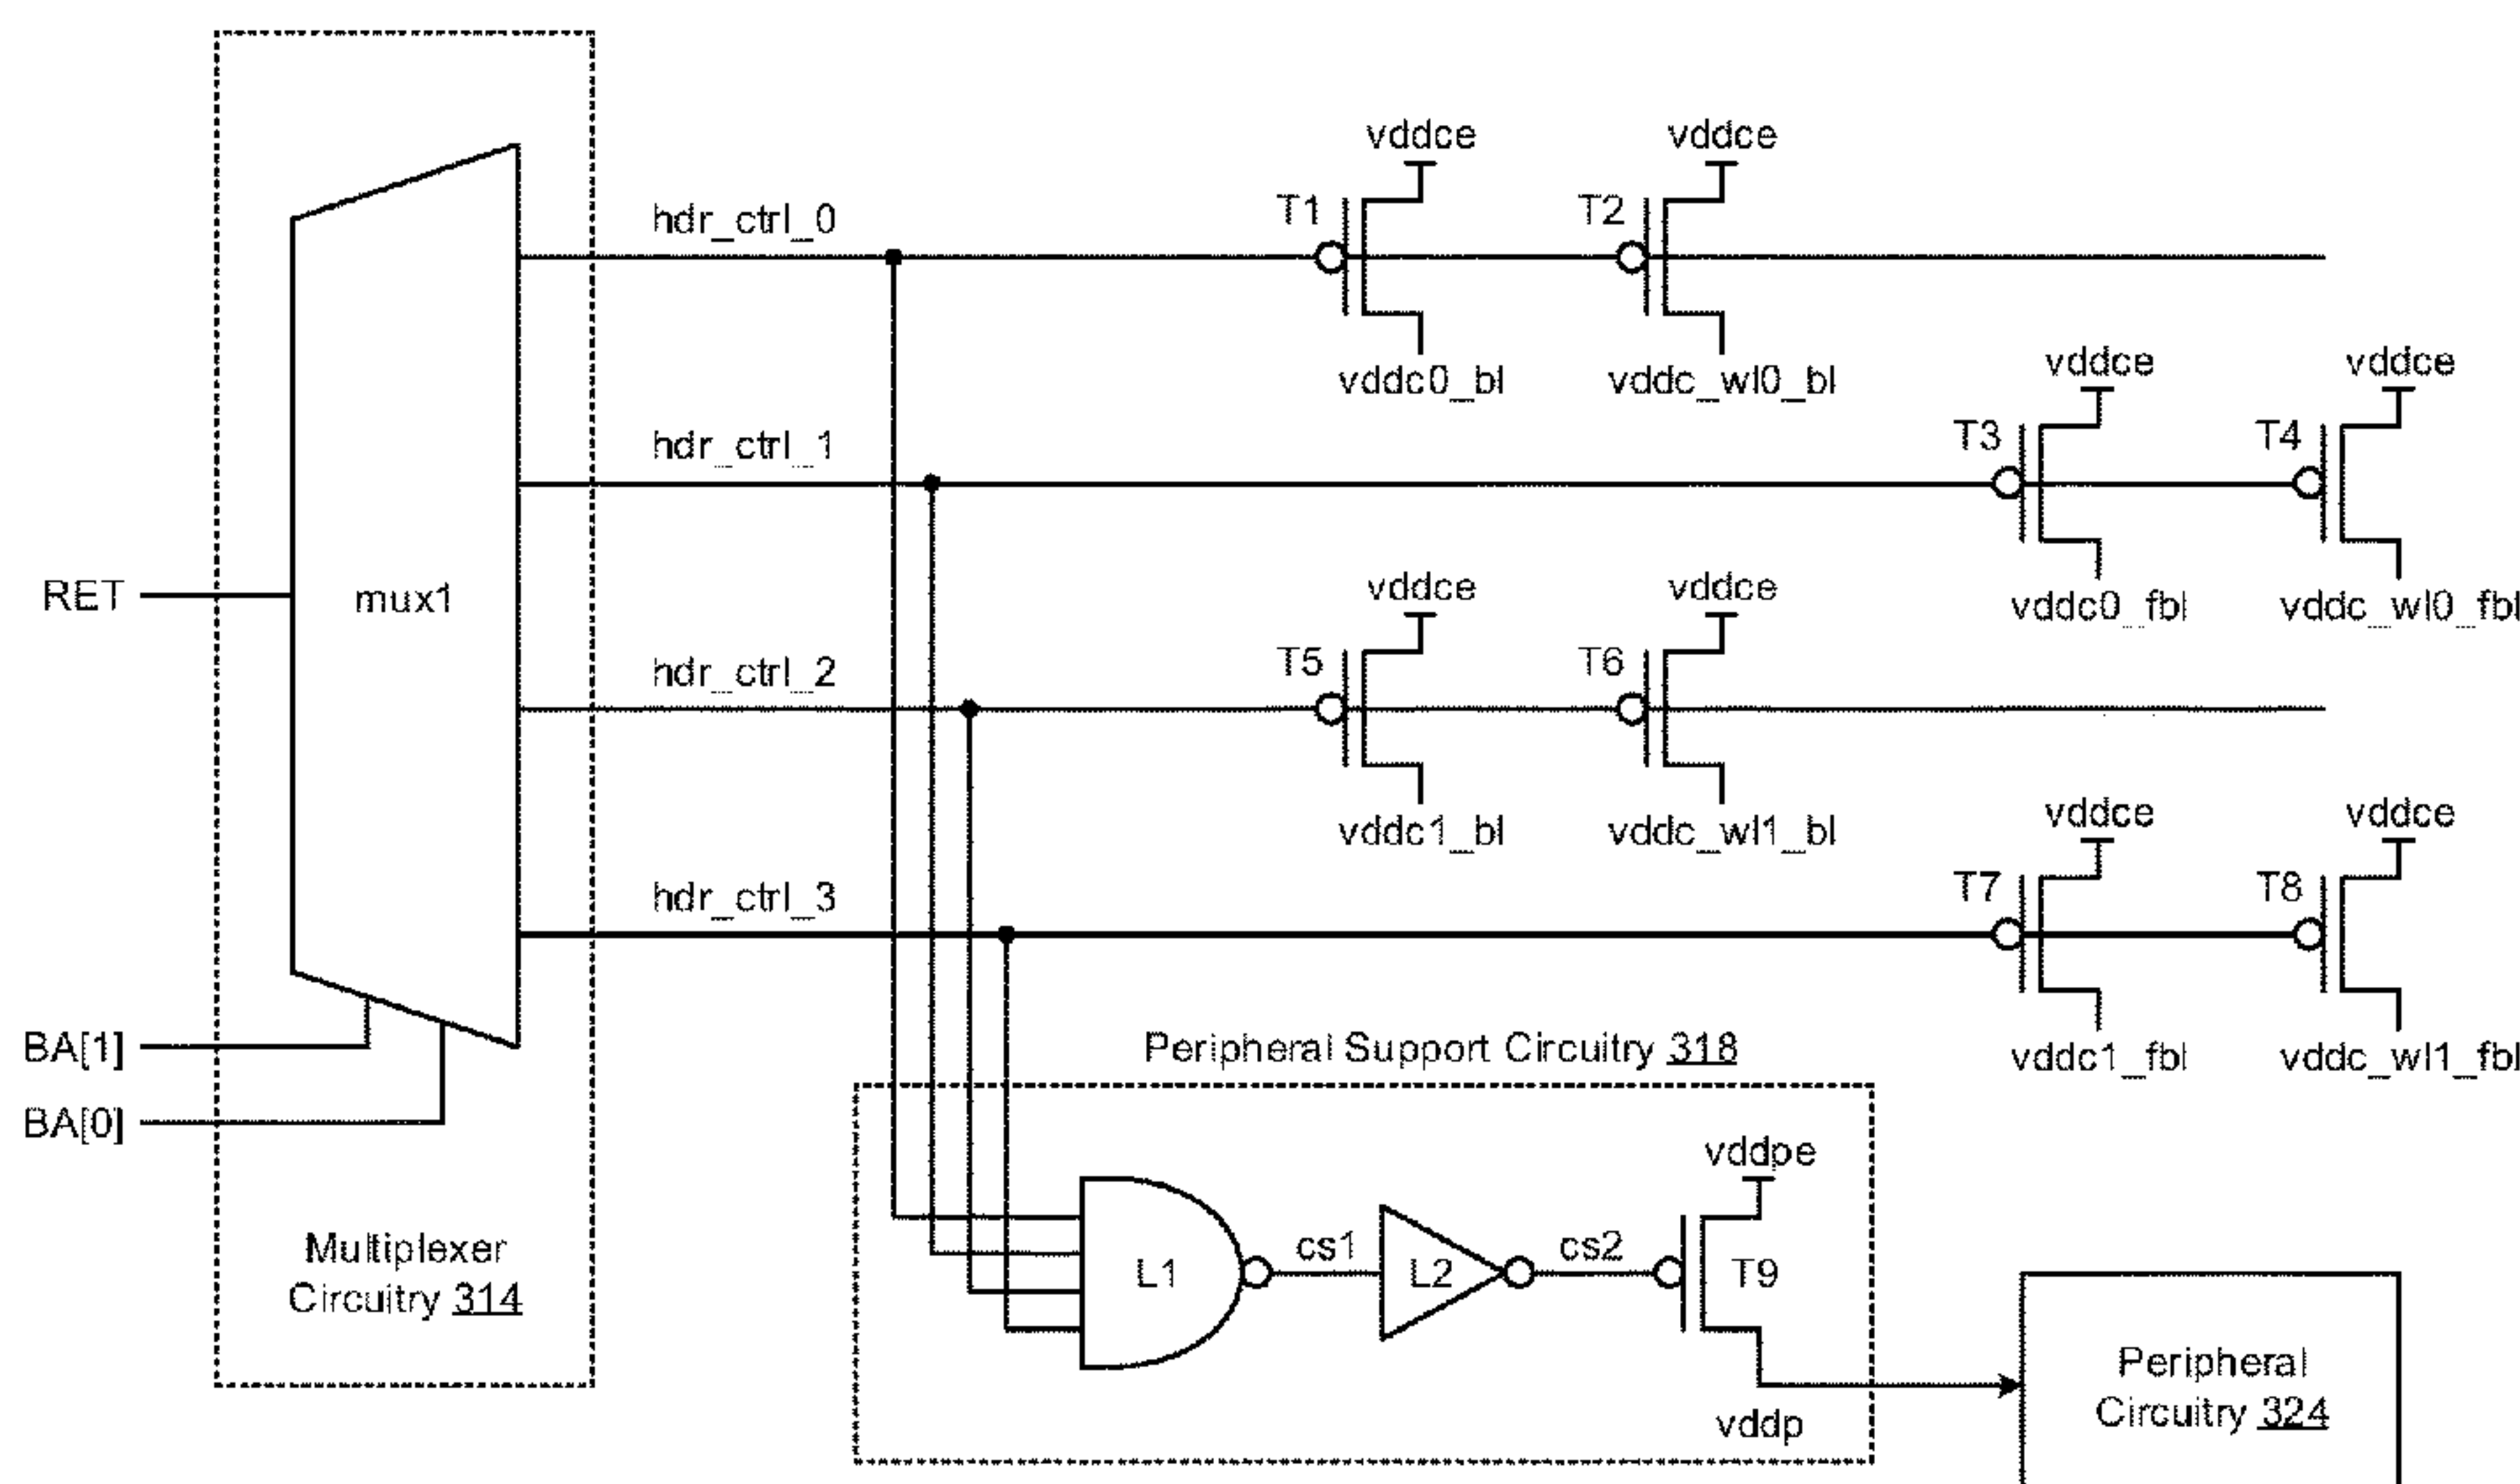 vddce vddce
hdr_ctrl_0 T1 T2
vddc0_bl vddc_wl0_bl
vddce vddce
hdr_ctrl_1 T3 T4
vddc0_fbl vddc_wl0_fbl
RET mux1
vddce vddce
hdr_ctrl_2 T5 T6
vddc1_bl vddc_wl1_bl
vddce vddce
hdr_ctrl_3 T7 T8
vddc1_fbl vddc_wl1_fbl
BA[1]
BA[0]
Multiplexer
Circuitry 314
Peripheral Support Circuitry 318
vddpe
L1 cs1 L2 cs2 T9
vddp
Peripheral
Circuitry 324